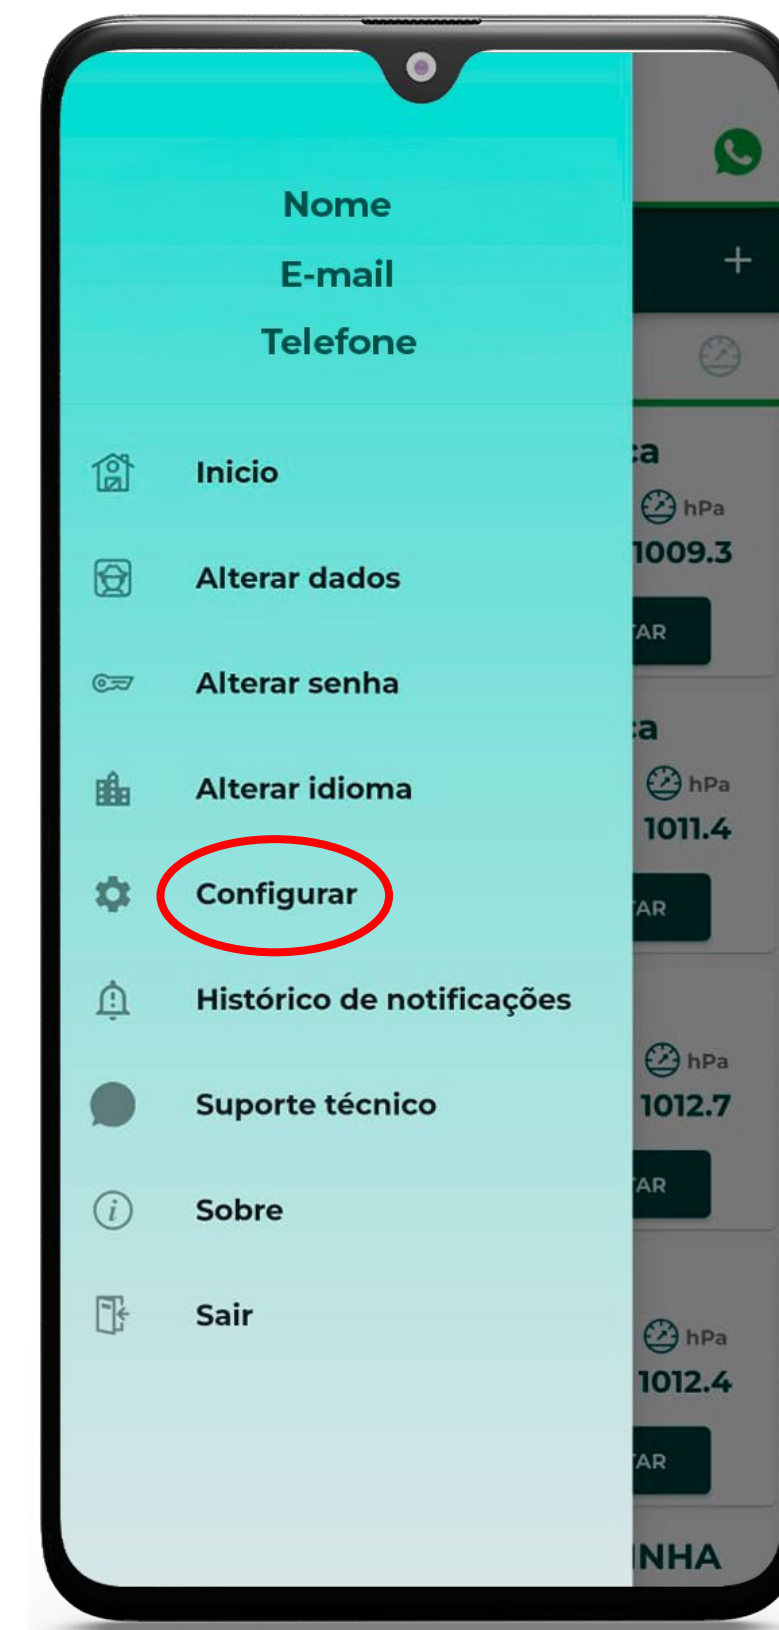 Nome
E-mail
Telefone
Inicio
Alterar dados
Alterar senha
Alterar idioma
Configurar
Histórico de notificações
Suporte técnico
Sobre
Sair
+
hPa
1009.3
hPa
1011.4
hPa
1012.7
hPa
1012.4